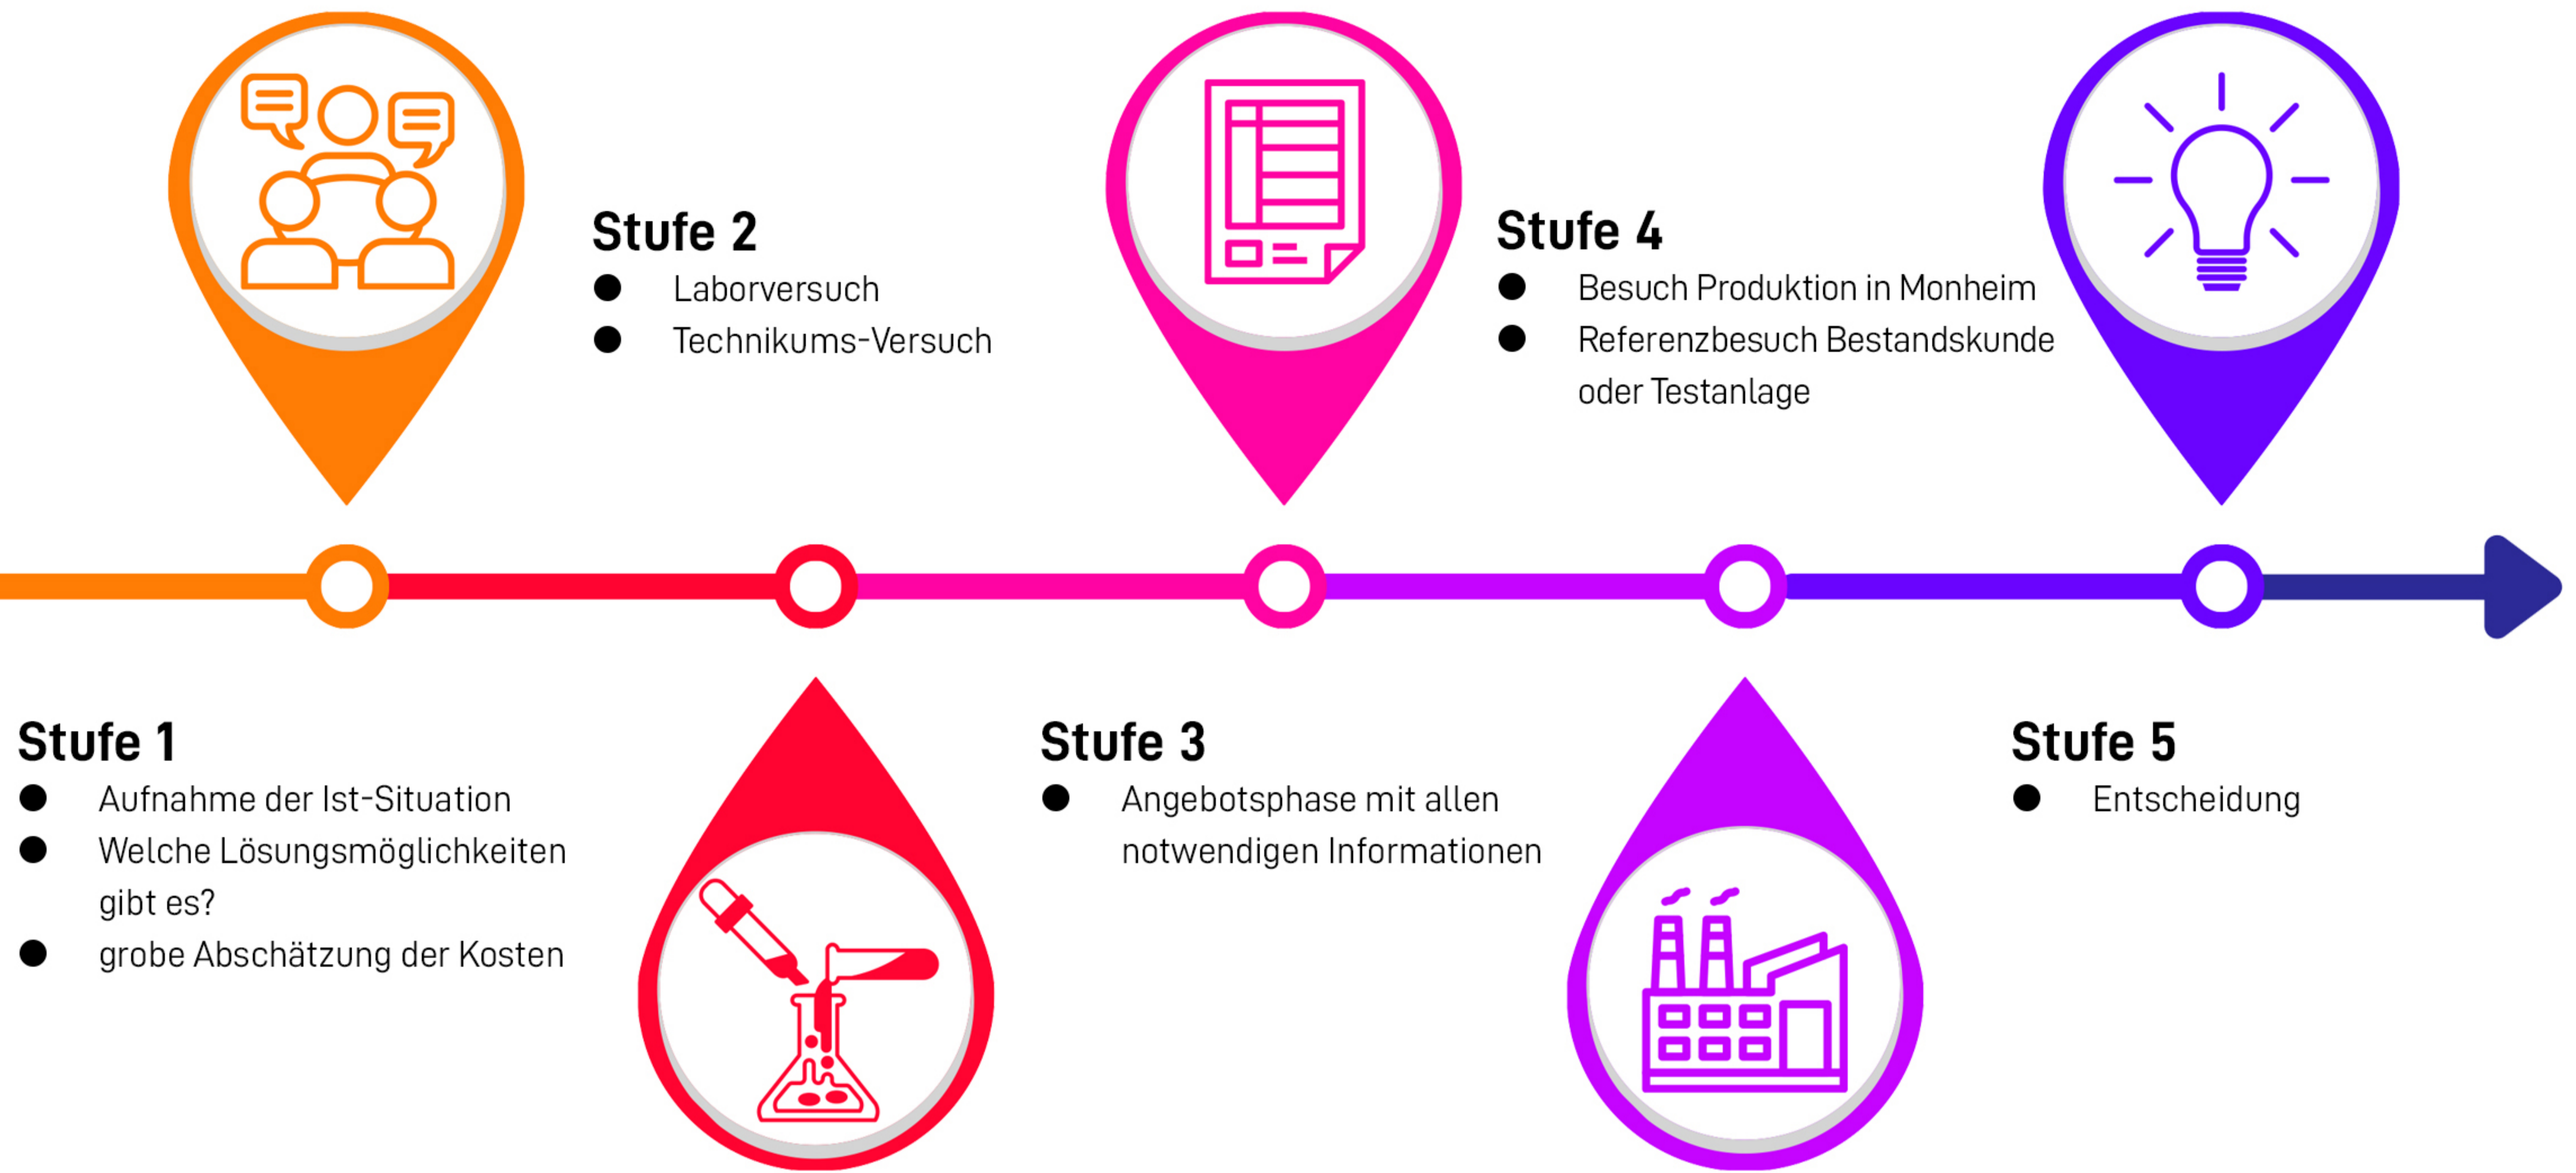 Stufe 1
● Aufnahme der Ist-Situation
● Welche Lösungsmöglichkeiten
gibt es?
● grobe Abschätzung der Kosten
Stufe 2
● Laborversuch
● Technikums-Versuch
Stufe 3
● Angebotsphase mit allen
notwendigen Informationen
Stufe 4
● Besuch Produktion in Monheim
● Referenzbesuch Bestandskunde
oder Testanlage
Stufe 5
● Entscheidung